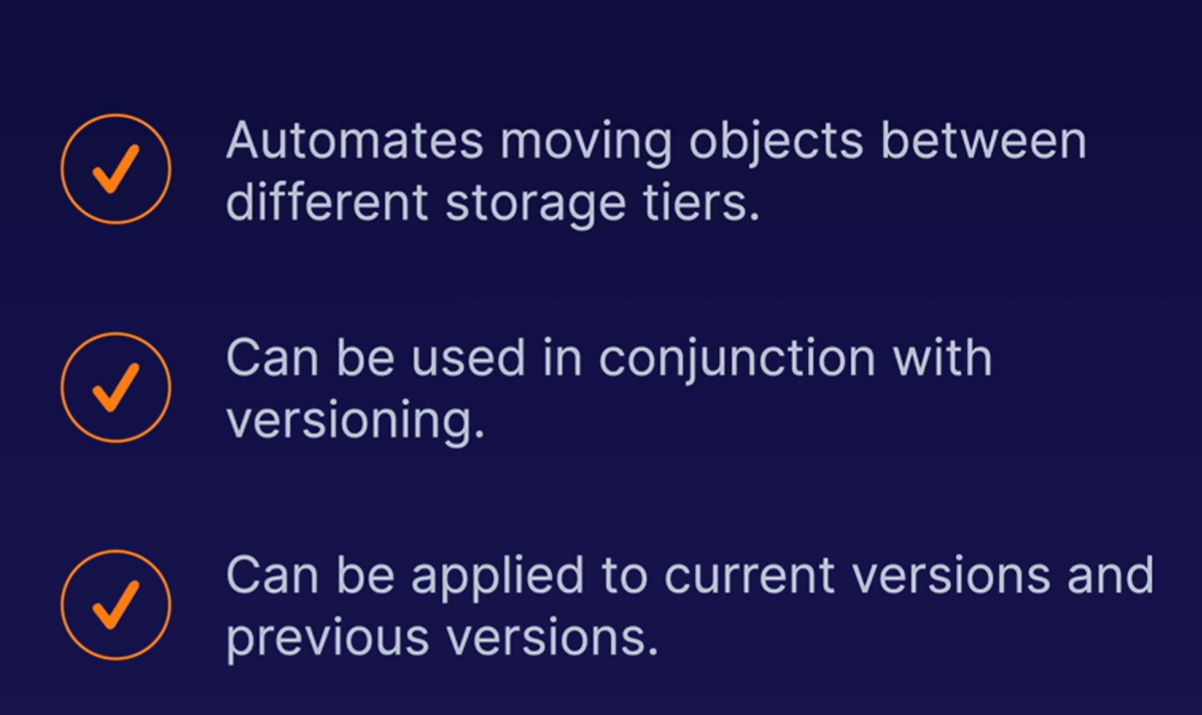 Automates moving objects between
different storage tiers.
Can be used in conjunction with
versioning.
Can be applied to current versions and
previous versions.